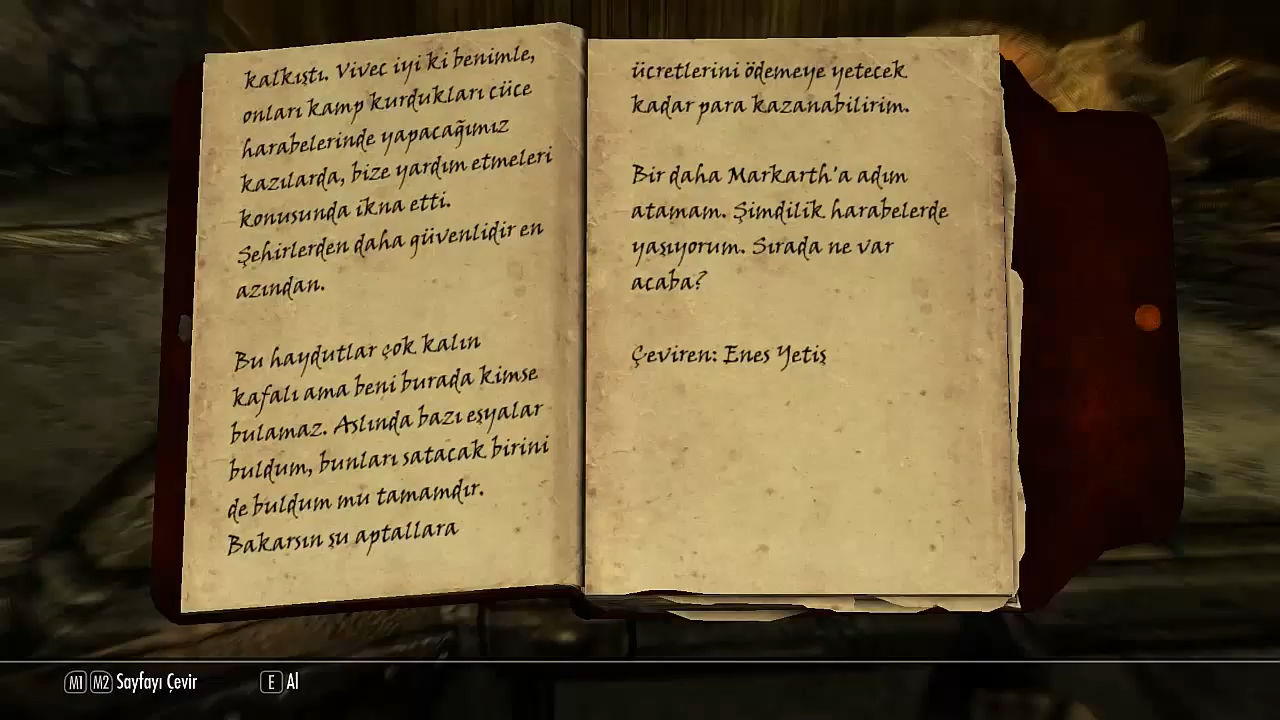 kalkıştı. Vivec iyi ki benimle,
onları kamp kurdukları cüce
harabelerinde yapacağımız
kazılarda, bize yardım etmeleri
konusunda ikna etti.
Şehirlerden daha güvenlidir en
azından.
Bu haydutlar çok kalın
kafalı ama beni burada kimse
bulamaz. Aslında bazı eşyalar
buldum, bunları satacak birini
de buldum mu tamamdır.
Bakarsın şu aptallara
ücretlerini ödemeye yetecek
kadar para kazanabilirim.
Bir daha Markarth'a adım
atamam. Şimdilik harabelerde
yaşıyorum. Sırada ne var
acaba?
Çeviren: Enes Yetiş
M1 M2 Sayfayı Çevir E Al